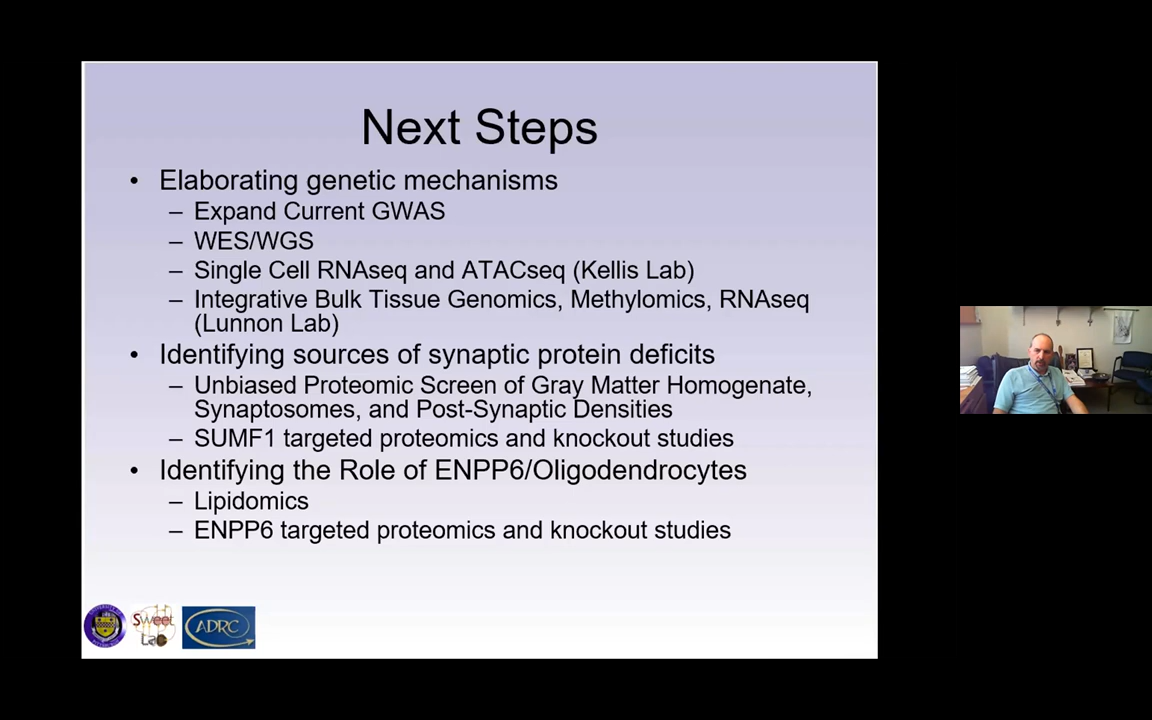 Next Steps
• Elaborating genetic mechanisms
– Expand Current GWAS
– WES/WGS
– Single Cell RNAseq and ATACseq (Kellis Lab)
– Integrative Bulk Tissue Genomics, Methylomics, RNAseq
(Lunnon Lab)
• Identifying sources of synaptic protein deficits
– Unbiased Proteomic Screen of Gray Matter Homogenate,
Synaptosomes, and Post-Synaptic Densities
– SUMF1 targeted proteomics and knockout studies
• Identifying the Role of ENPP6/Oligodendrocytes
– Lipidomics
– ENPP6 targeted proteomics and knockout studies
Sweet
Lab
ADRC